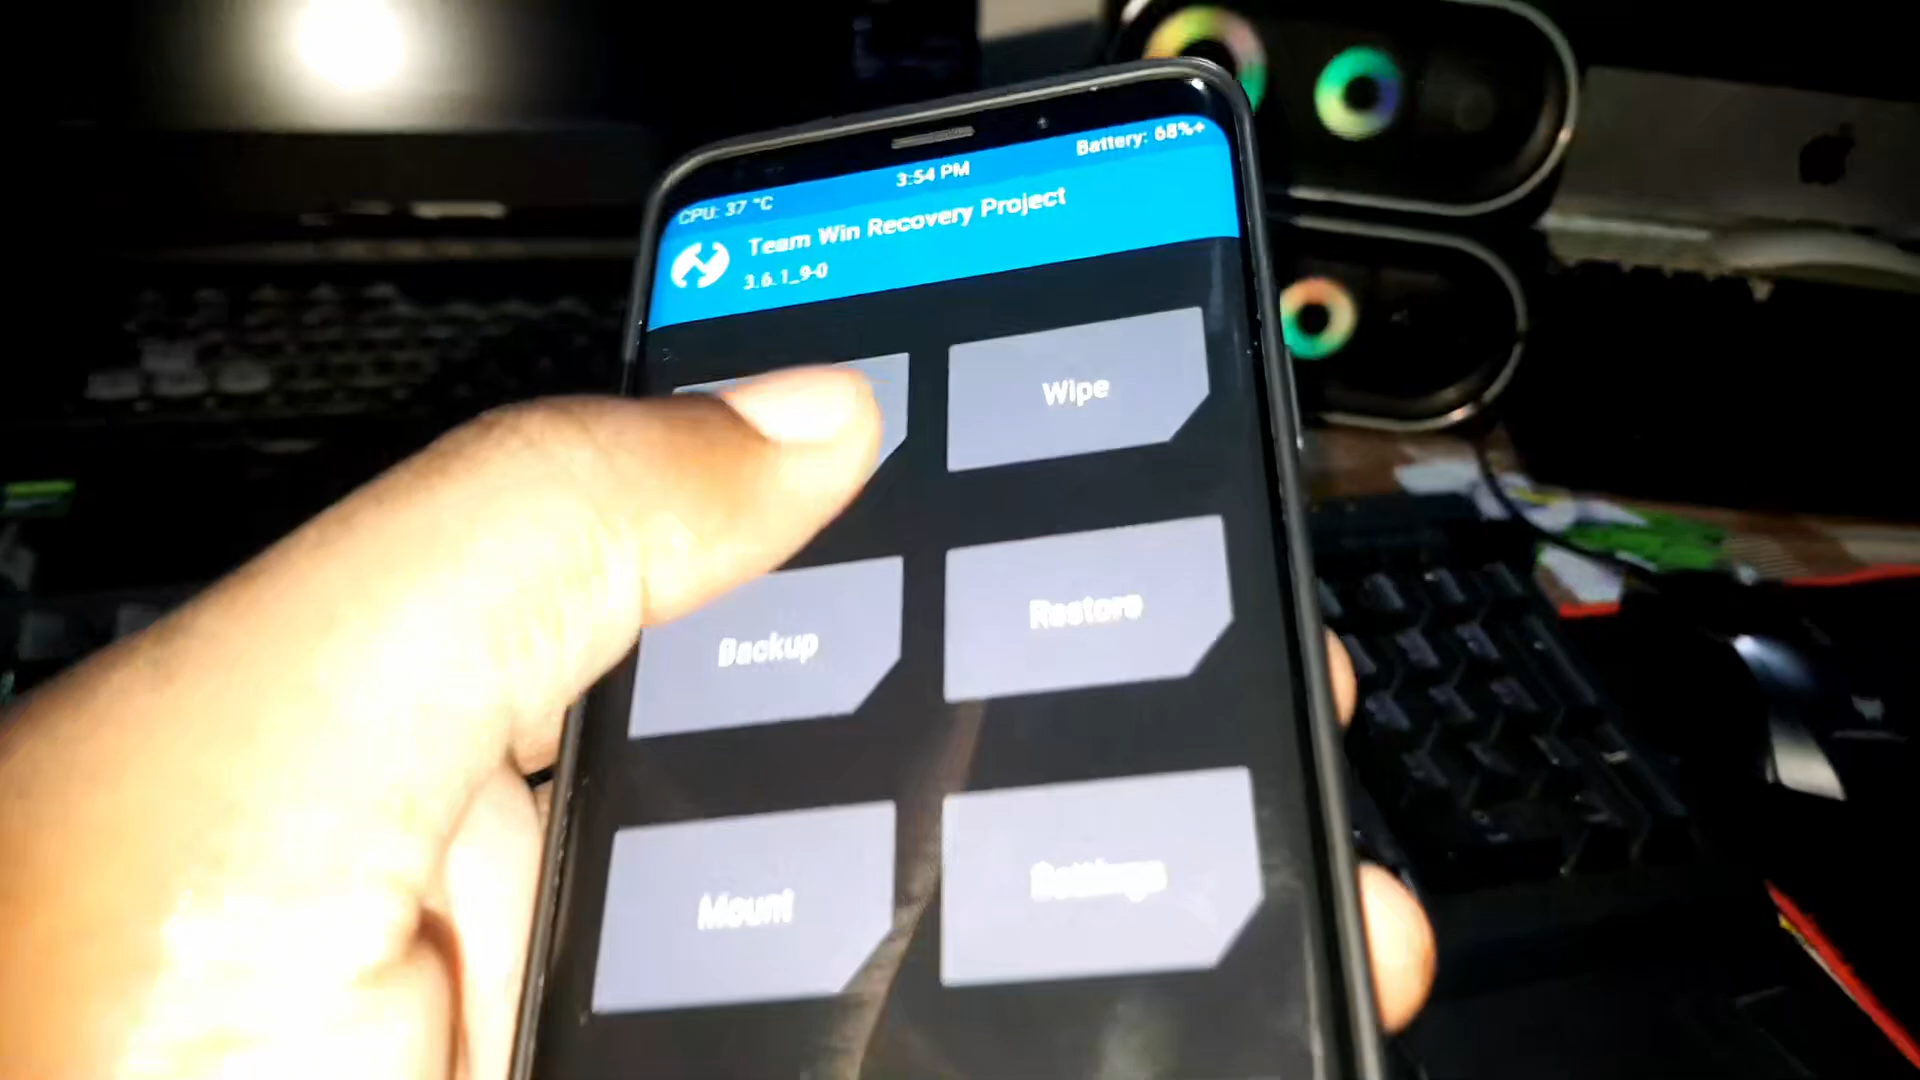 Battery: 68%+
3:54 PM
CPU: 37 °C
Team Win Recovery Project
3.6.1_9-0
Wipe
Backup
Restore
Mount
Settings